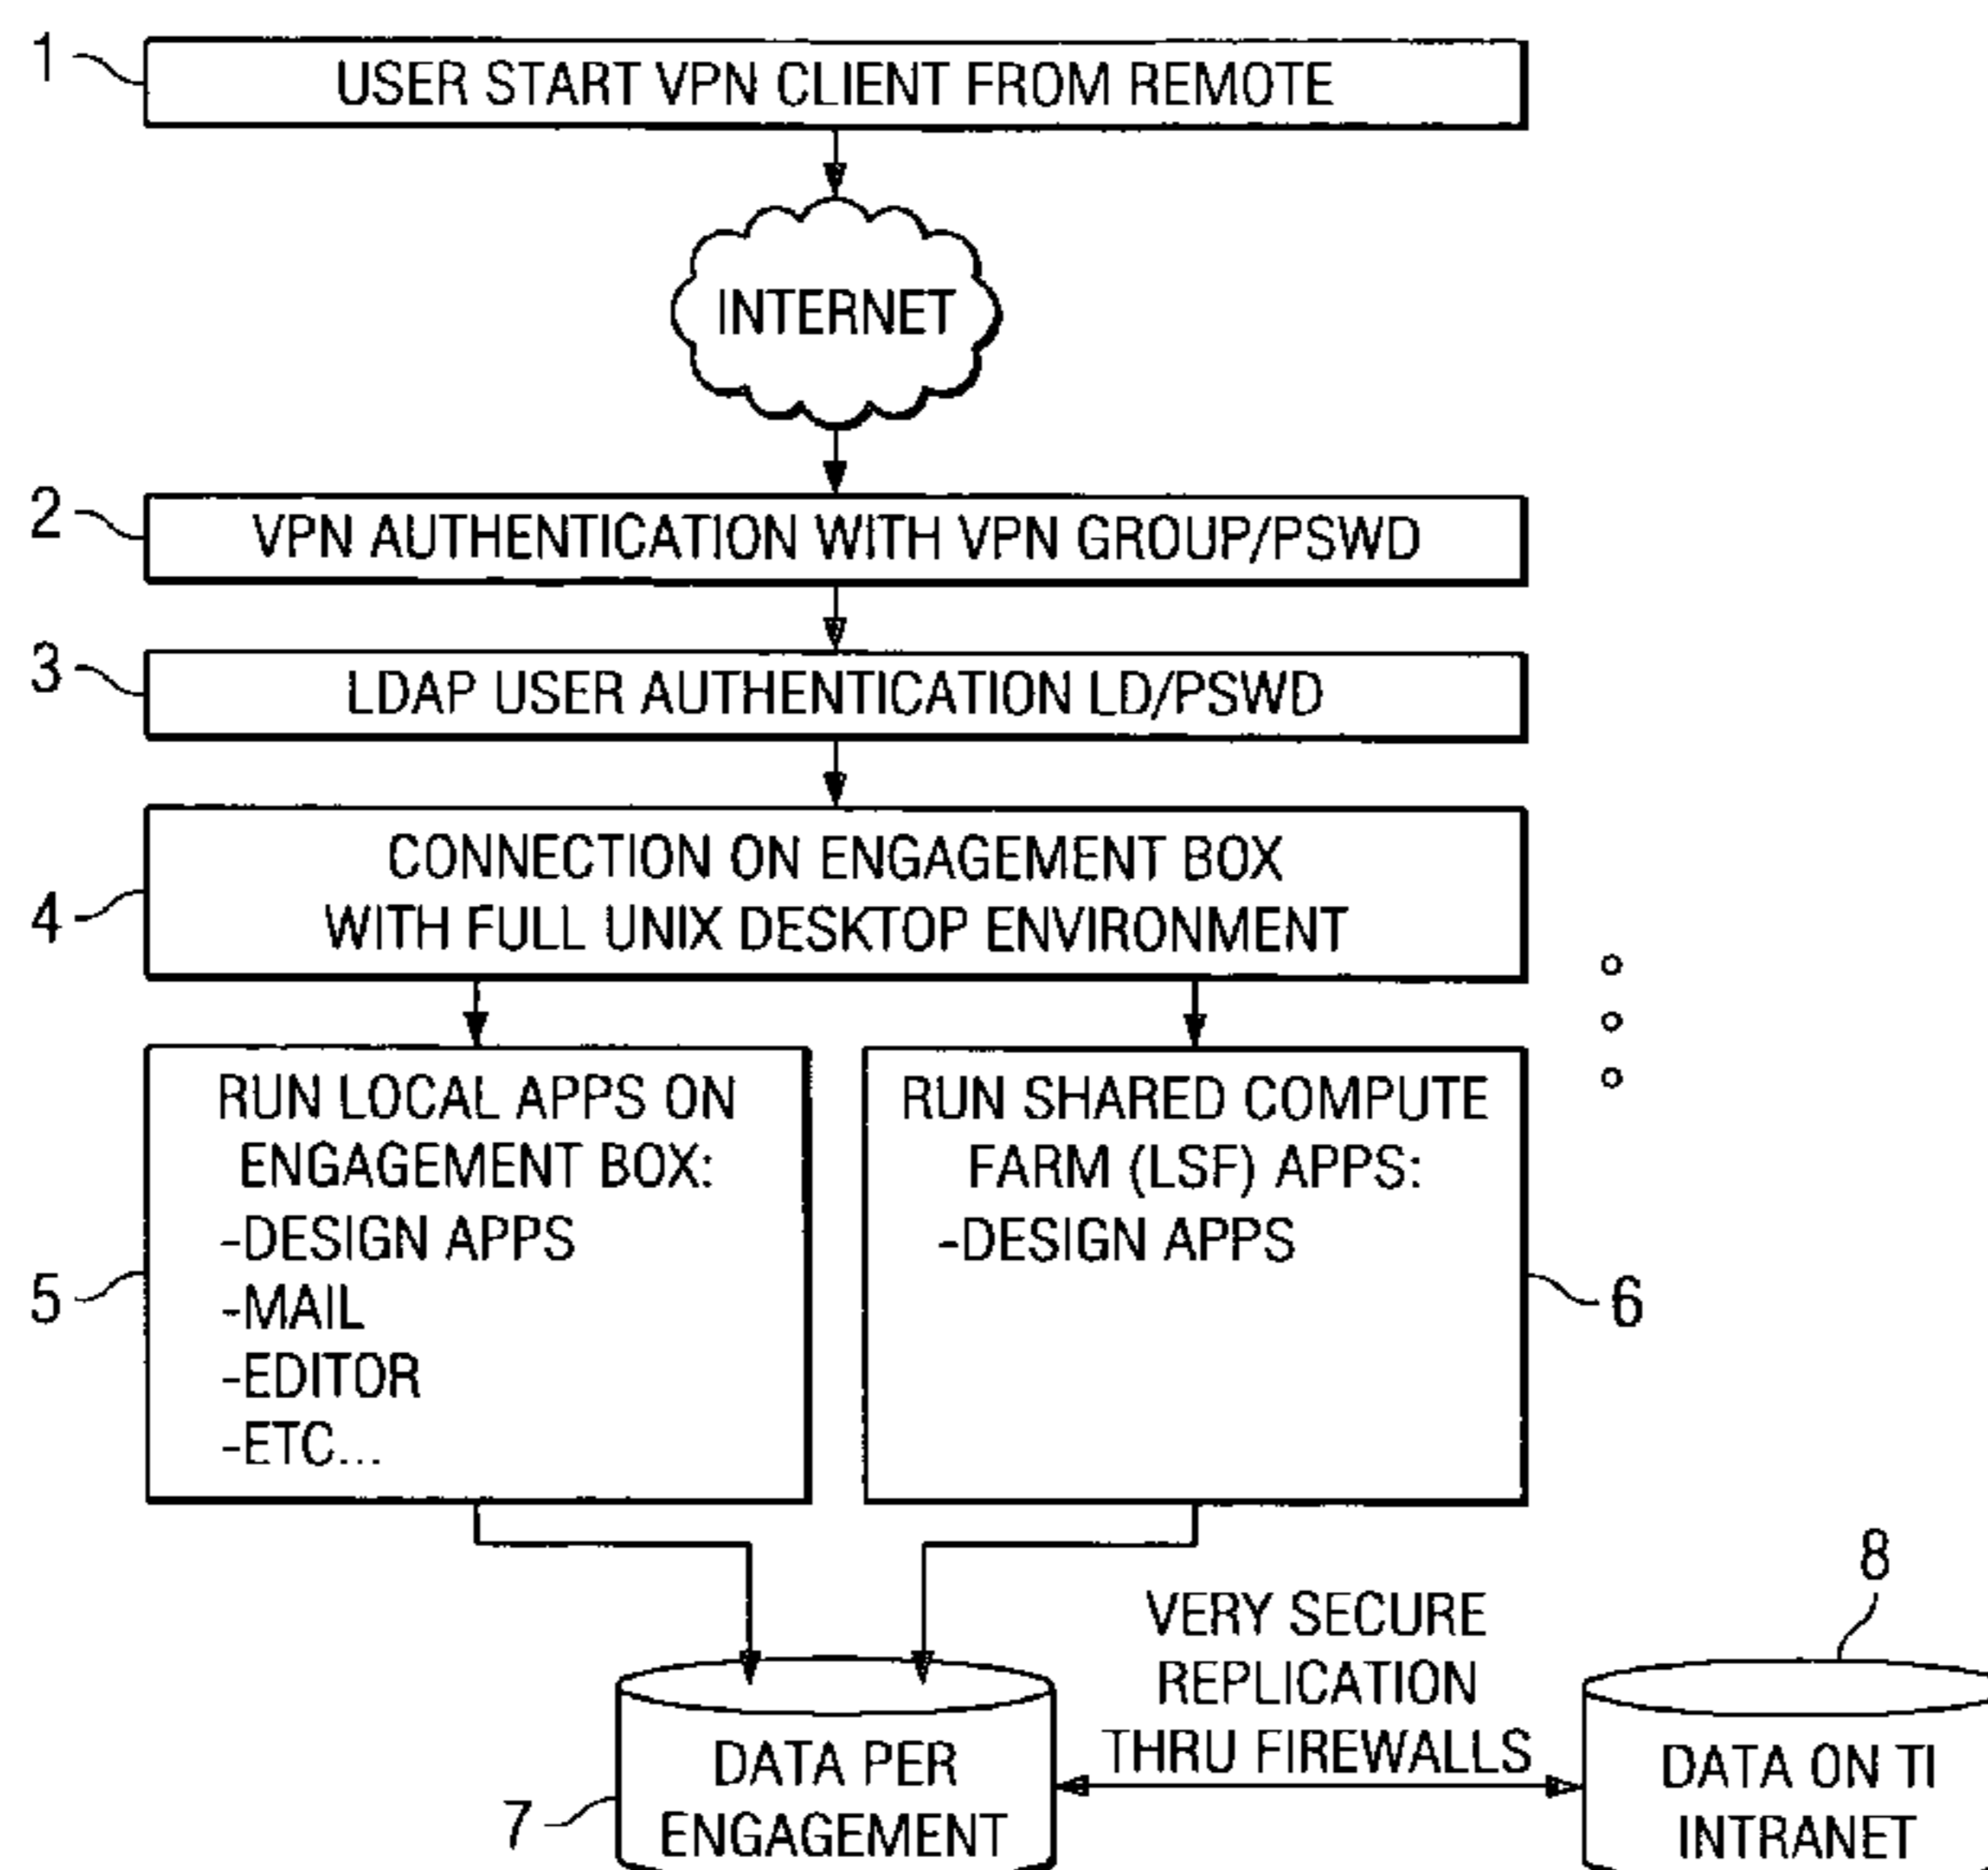 1
USER START VPN CLIENT FROM REMOTE
INTERNET
2
VPN AUTHENTICATION WITH VPN GROUP/PSWD
3
LDAP USER AUTHENTICATION LD/PSWD
4
CONNECTION ON ENGAGEMENT BOX
WITH FULL UNIX DESKTOP ENVIRONMENT
5
RUN LOCAL APPS ON
ENGAGEMENT BOX:
-DESIGN APPS
-MAIL
-EDITOR
-ETC...
RUN SHARED COMPUTE
FARM (LSF) APPS:
-DESIGN APPS
6
7
DATA PER
ENGAGEMENT
VERY SECURE
REPLICATION
THRU FIREWALLS
8
DATA ON TI
INTRANET